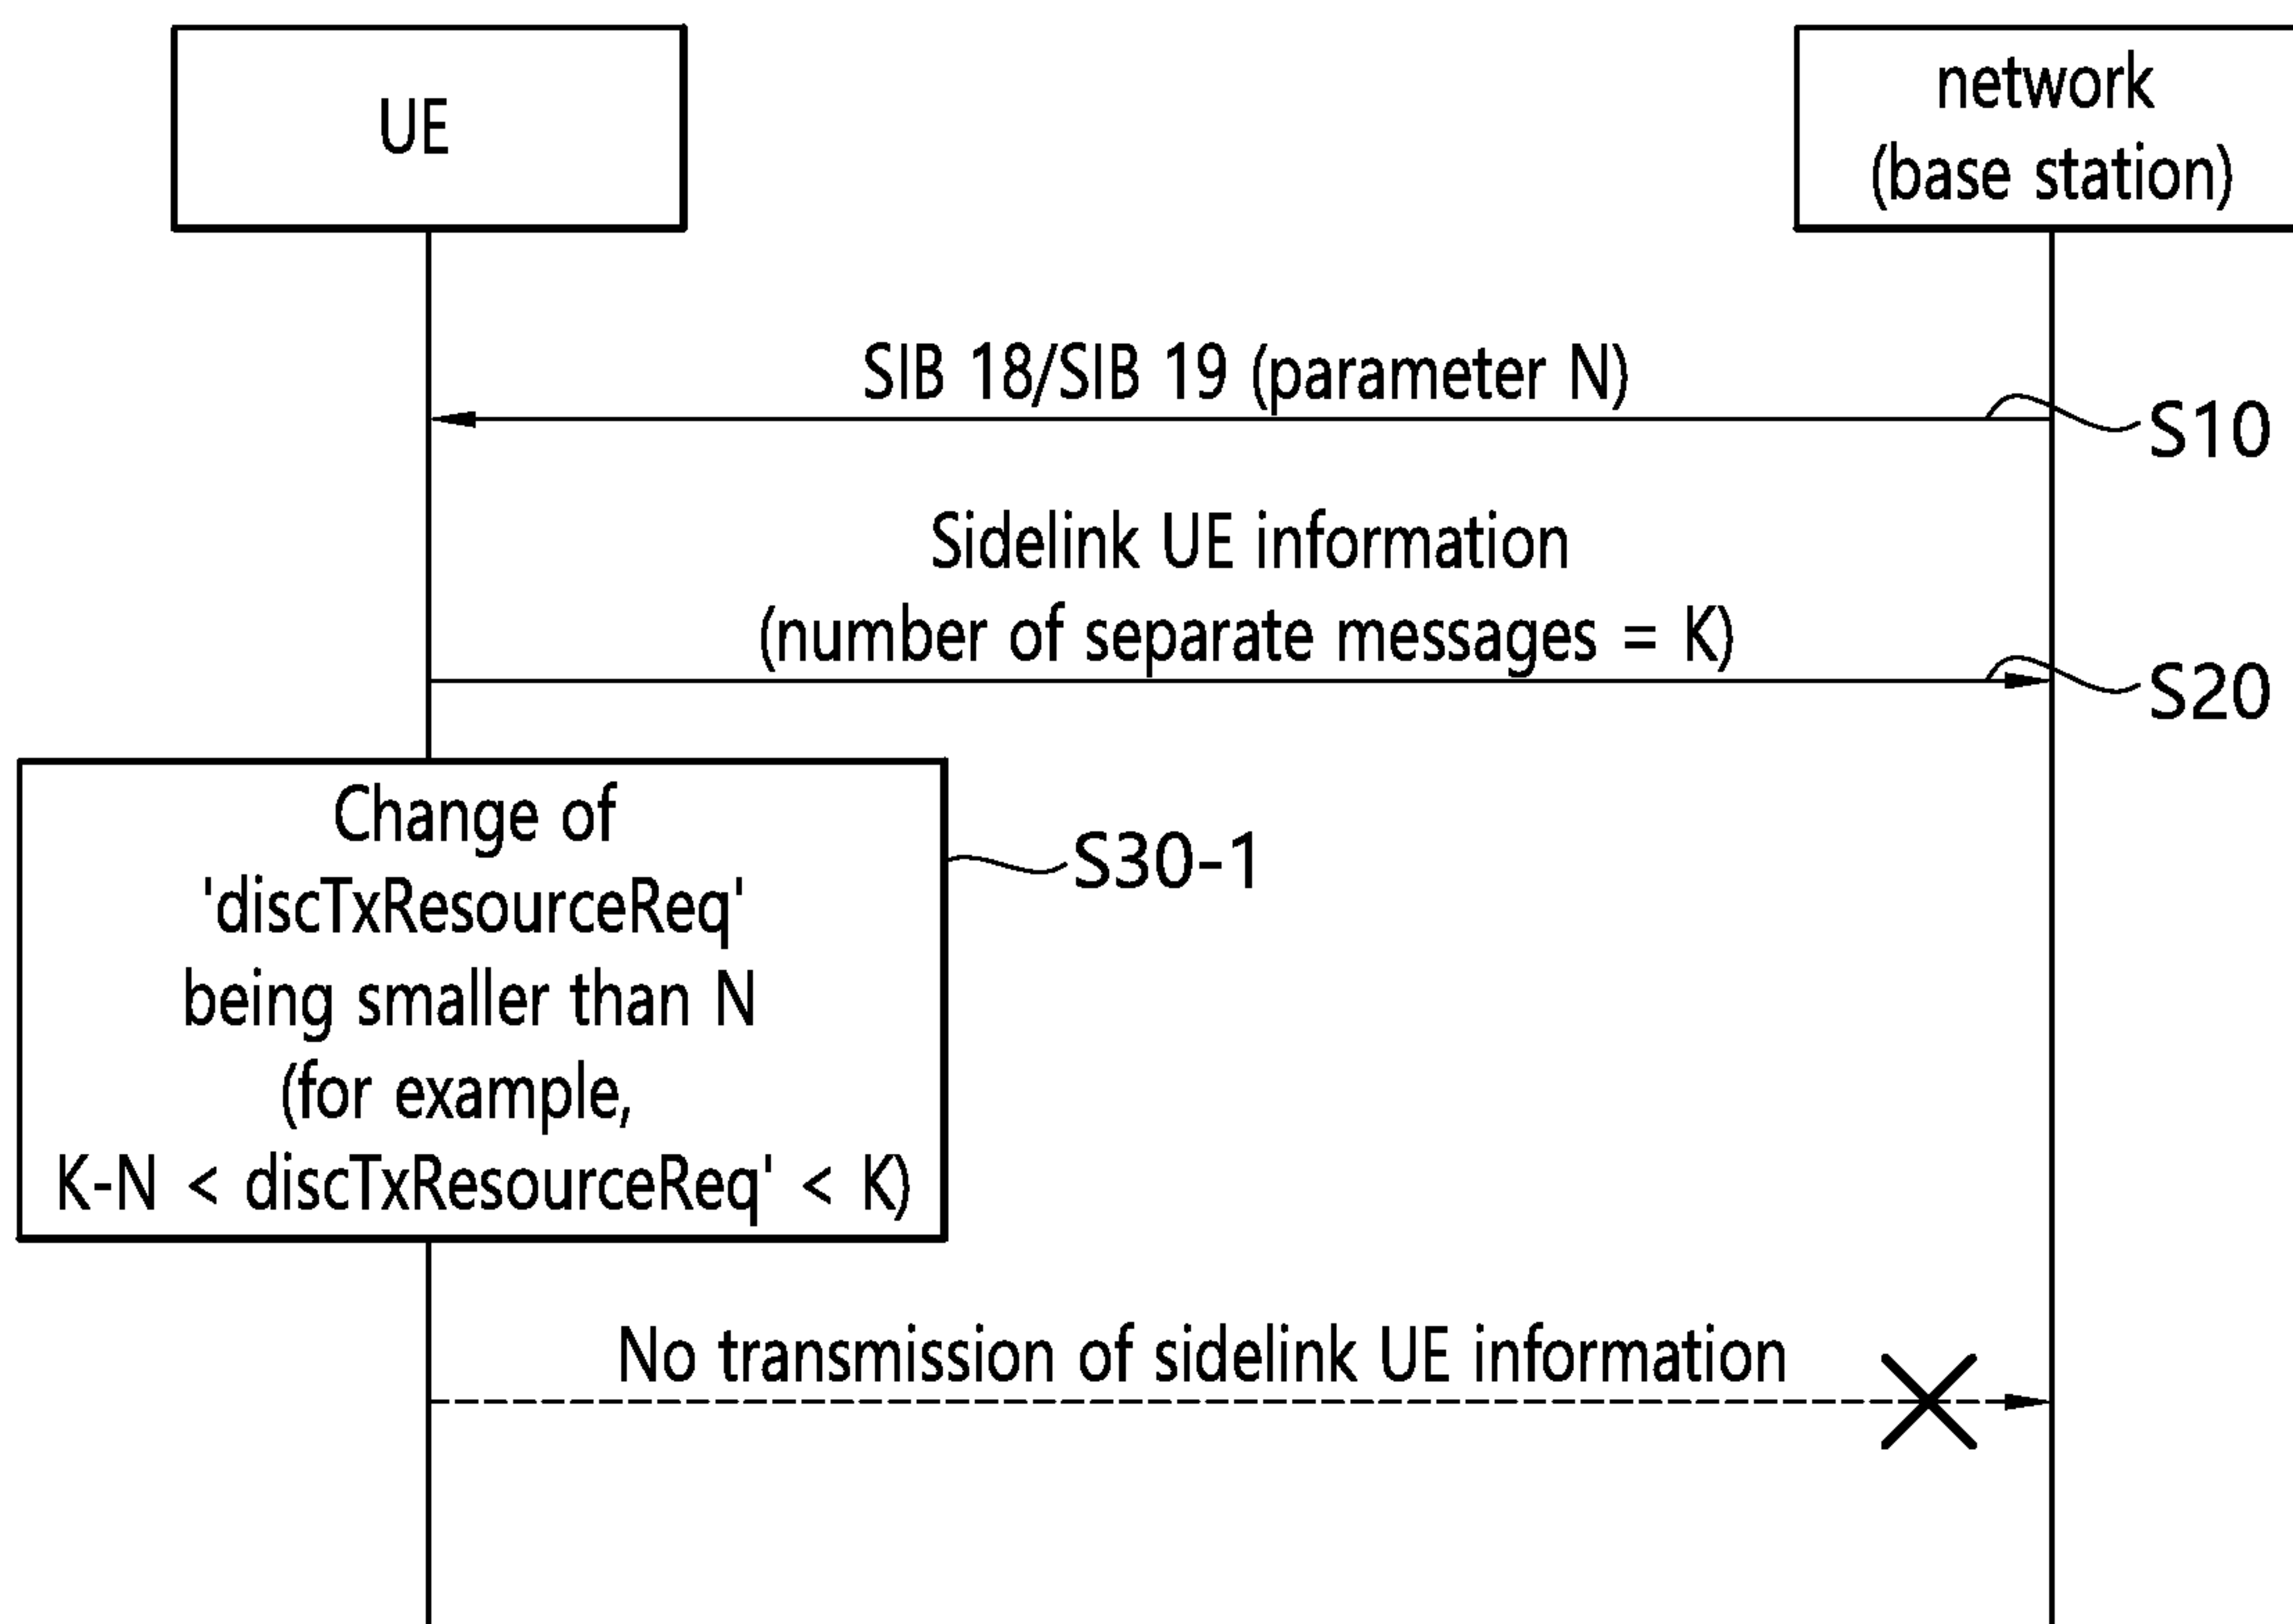 UE
network
(base station)
SIB 18/SIB 19 (parameter N)
S10
Sidelink UE information
(number of separate messages = K)
S20
Change of
'discTxResourceReq'
being smaller than N
(for example,
K-N < discTxResourceReq' < K)
S30-1
No transmission of sidelink UE information